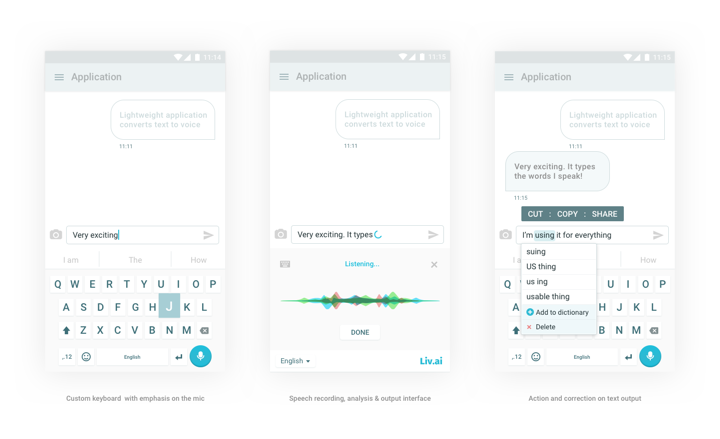 11:14
Application
Lightweight application
converts text to voice
11:11
Very exciting
I am The How
Q W E R T Y U I O P
A S D F G H J K L
Z X C V B N M
.,12 English
Custom keyboard with emphasis on the mic
11:15
Application
Lightweight application
converts text to voice
11:11
Very exciting. It types
Listening...
DONE
English
Liv.ai
Speech recording, analysis & output interface
Application
Lightweight application
converts text to voice
11:11
Very exciting. It types
the words I speak!
11:15
CUT : COPY : SHARE
I'm using it for everything
How
suing
US thing
us ing
usable thing
Add to dictionary
Delete
Q Y U I O P
A G H J K L
V B N M
.,12 English
Action and correction on text output